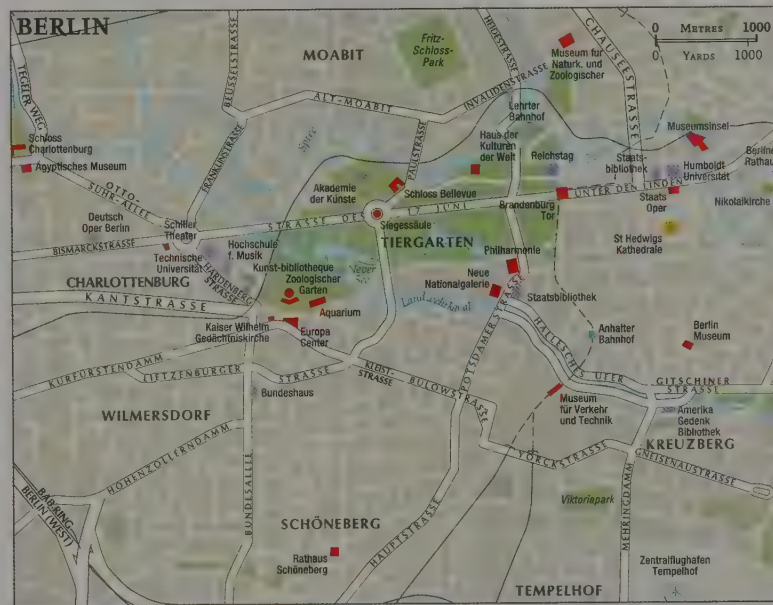 BERLIN
MOABIT
Fritz-
Schloss-
Park
HEIDESTRASSE
Museum für
Naturk. und
Zoologischer
CHAUSEESTRASSE
0 METRES 1000
0 YARDS 1000
TEGELER WEG
BEUSSELSTRASSE
INVALIDENSTRASSE
ALT-MOABIT
Lehrter
Bahnhof
Schloss
Charlottenburg
Ägyptisches Museum
FRANKLINSTRASSE
Spree
PAULSTRASSE
Haus der
Kulturen
der Welt
Reichstag
Staats-
bibliothek
Museumsinsel
Humboldt
Universität
Berliner
Rathau
OTTO-
SUHR-ALLEE
Akademie
der Künste
Schloss Bellevue
Brandenburg
Tor
UNTER DEN LINDEN
Staats
Oper
Nikolaikirche
Deutsch
Oper Berlin
Schiller
Theater
STRASSE DES 17 JUNI
Siegessäule
TIERGARTEN
St Hedwigs
Kathedrale
BISMARCKSTRASSE
Technische
Universität
Hochschule
f. Musik
HARDENBERG
STRASSE
Kunst-bibliotheque
Zoologischer
Garten
Neuer
Philharmonie
Neue
Nationalgalerie
Staatsbibliothek
CHARLOTTENBURG
KANTSTRASSE
Aquarium
Landwehrkanal
POTSDAMER STRASSE
Kaiser Wilhelm
Gedächtniskirche
Europa
Center
HALLESCHES UFER
Anhalter
Bahnhof
Berlin
Museum
KURFÜRSTENDAMM
LIETZENBURGER
STRASSE
KLEIST-
STRASSE
BULOWSTRASSE
GITSCHINER
STRASSE
Bundeshaus
Museum
für Verkehr
und Technik
Amerika
Gedenk
Bibliothek
WILMERSDORF
KREUZBERG
HOHENZOLLERNDAMM
YORCKSTRASSE
GNEISENAUSTRASSE
BUNDESALLEE
BAB-RING
BERLIN (WEST)
Viktoriapark
MEHRINGDAMM
SCHÖNEBERG
HAUPTSTRASSE
Rathaus
Schöneberg
Zentralflughafen
Tempelhof
TEMPELHOF